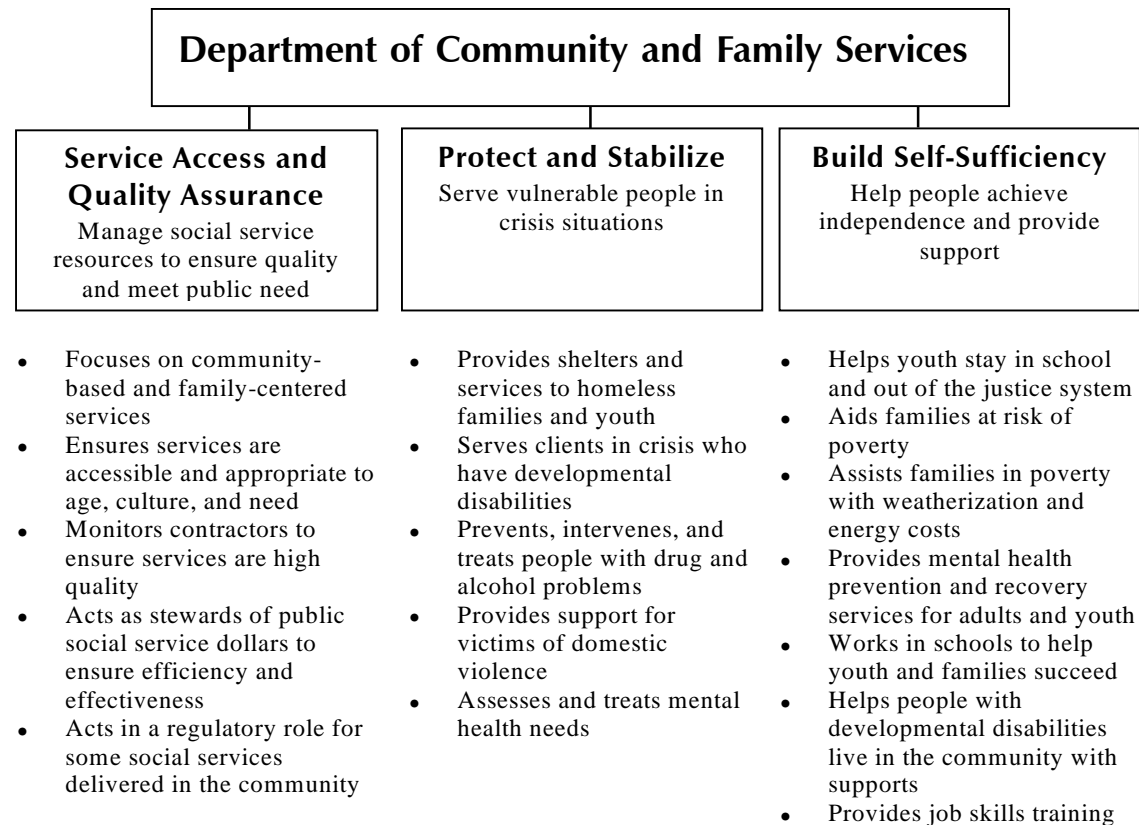 Department of Community and Family Services
Service Access and
Quality Assurance
Manage social service
resources to ensure quality
and meet public need
Protect and Stabilize
Serve vulnerable people in
crisis situations
Build Self-Sufficiency
Help people achieve
independence and provide
support
• Focuses on community-
based and family-centered
services
• Ensures services are
accessible and appropriate to
age, culture, and need
• Monitors contractors to
ensure services are high
quality
• Acts as stewards of public
social service dollars to
ensure efficiency and
effectiveness
• Acts in a regulatory role for
some social services
delivered in the community
• Provides shelters and
services to homeless
families and youth
• Serves clients in crisis who
have developmental
disabilities
• Prevents, intervenes, and
treats people with drug and
alcohol problems
• Provides support for
victims of domestic
violence
• Assesses and treats mental
health needs
• Helps youth stay in school
and out of the justice system
• Aids families at risk of
poverty
• Assists families in poverty
with weatherization and
energy costs
• Provides mental health
prevention and recovery
services for adults and youth
• Works in schools to help
youth and families succeed
• Helps people with
developmental disabilities
live in the community with
supports
• Provides job skills training